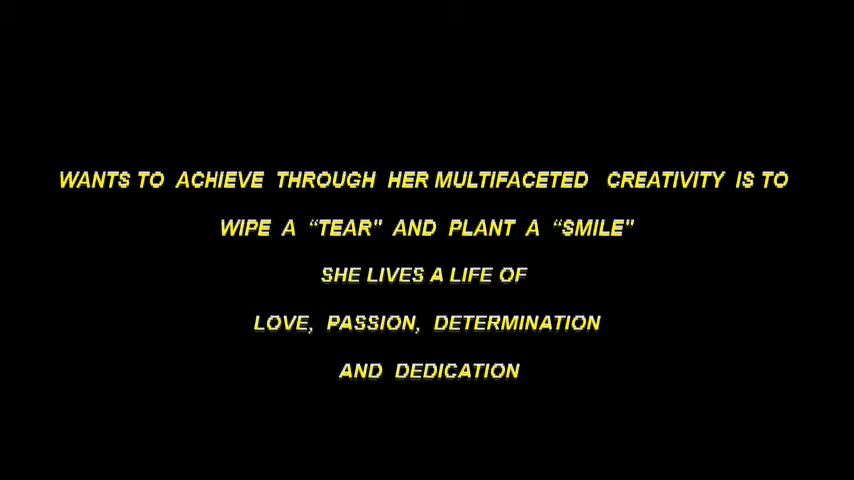 WANTS TO ACHIEVE THROUGH HER MULTIFACETED CREATIVITY IS TO
WIPE A “TEAR" AND PLANT A “SMILE"
SHE LIVES A LIFE OF
LOVE, PASSION, DETERMINATION
AND DEDICATION